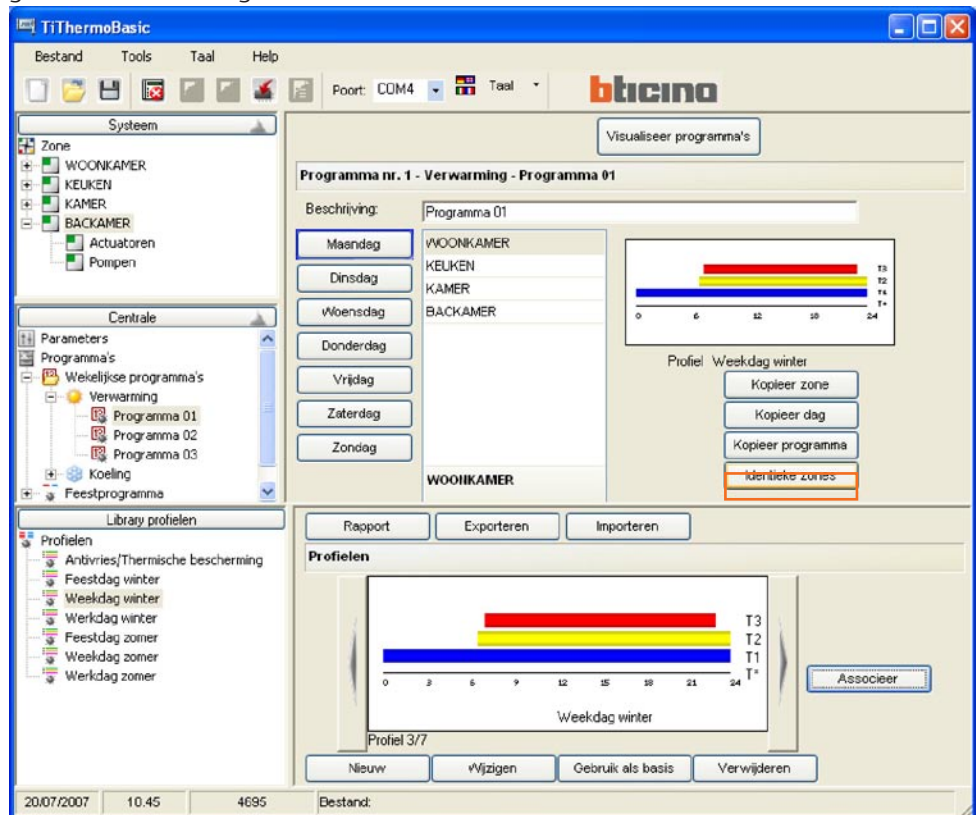 TiThermoBasic
Bestand Tools Taal Help
Poort: COM4 Taal bticino
Systeem
Zone
WOONKAMER
KEUKEN
KAMER
BACKAMER
Actuatoren
Pompen
Centrale
Parameters
Programma's
Wekelijkse programma's
Verwarming
Programma 01
Programma 02
Programma 03
Koeling
Feestprogramma
Library profielen
Profielen
Antivries/Thermische bescherming
Feestdag winter
Weekdag winter
Werkdag winter
Feestdag zomer
Weekdag zomer
Werkdag zomer
Visualiseer programma's
Programma nr. 1 - Verwarming - Programma 01
Beschrijving: Programma 01
Maandag
Dinsdag
Woensdag
Donderdag
Vrijdag
Zaterdag
Zondag
WOONKAMER
KEUKEN
KAMER
BACKAMER
WOONKAMER
T3
T2
T1
T*
0 6 12 18 24
Profiel Weekdag winter
Kopieer zone
Kopieer dag
Kopieer programma
Identieke zones
Rapport Exporteren Importeren
Profielen
T3
T2
T1
T*
0 3 6 9 12 15 18 21 24
Weekdag winter
Profiel 3/7
Associeer
Nieuw Wijzigen Gebruik als basis Verwijderen
20/07/2007 10.45 4695 Bestand: